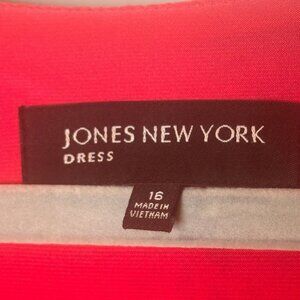 JONES NEW YORK
DRESS
16
MADE IN
VIETNAM